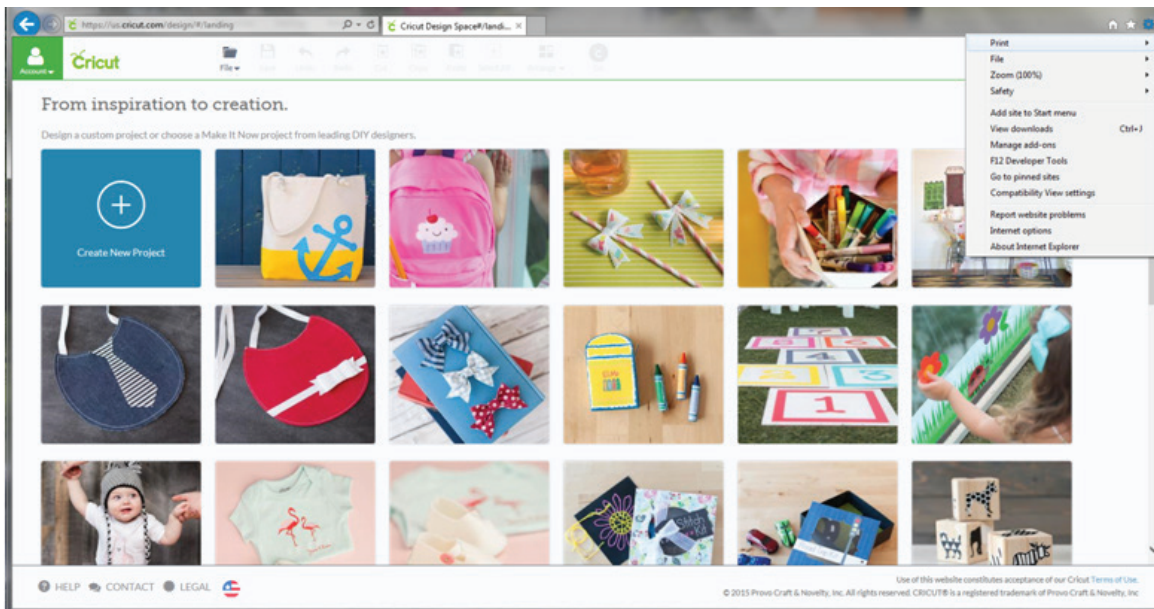 https://us.cricut.com/design/#/landing
Cricut Design Space#/landi...
Account
Cricut
File
Print
File
Zoom (100%)
Safety
Add site to Start menu
View downloads Ctrl+J
Manage add-ons
F12 Developer Tools
Go to pinned sites
Compatibility View settings
Report website problems
Internet options
About Internet Explorer
From inspiration to creation.
Design a custom project or choose a Make It Now project from leading DIY designers.
Create New Project
1
2
3
4
HELP CONTACT LEGAL
Use of this website constitutes acceptance of our Cricut Terms of Use.
© 2015 Provo Craft & Novelty, Inc. All rights reserved. CRICUT® is a registered trademark of Provo Craft & Novelty, Inc